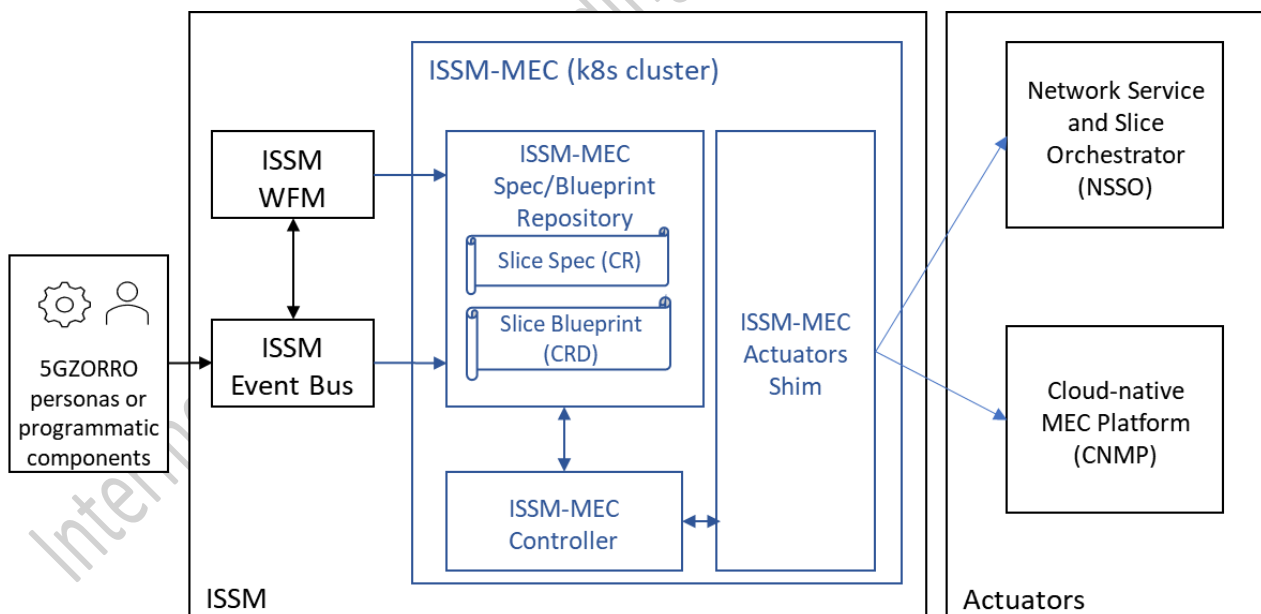 ISSM-MEC (k8s cluster)
Network Service
and Slice
Orchestrator
(NSSO)
ISSM
WFM
ISSM-MEC
Spec/Blueprint
Repository
Slice Spec (CR)
Slice Blueprint
(CRD)
ISSM-MEC
Actuators
Shim
ISSM
Event Bus
5GZORRO
personas or
programmatic
components
Cloud-native
MEC Platform
(CNMP)
ISSM-MEC
Controller
ISSM
Actuators